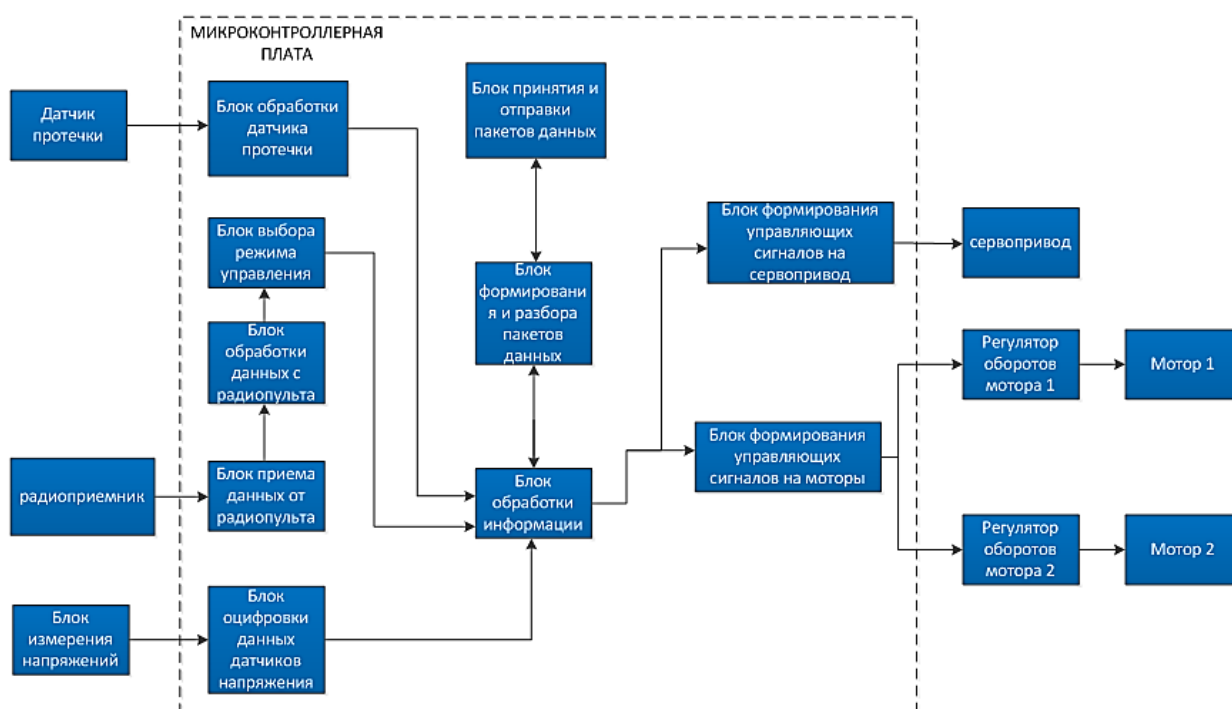 МИКРОКОНТРОЛЛЕРНАЯ
ПЛАТА
Датчик
протечки
Блок обработки
датчика
протечки
Блок принятия и
отправки
пакетов данных
Блок выбора
режима
управления
Блок формирования
управляющих
сигналов на
сервопривод
сервопривод
Блок
формировани
я и разбора
пакетов
данных
Блок
обработки
данных с
радиопульта
Регулятор
оборотов
мотора 1
Мотор 1
Блок формирования
управляющих
сигналов на моторы
радиоприемник
Блок приема
данных от
радиопульта
Блок
обработки
информации
Регулятор
оборотов
мотора 2
Мотор 2
Блок
измерения
напряжений
Блок
оцифровки
данных
датчиков
напряжения